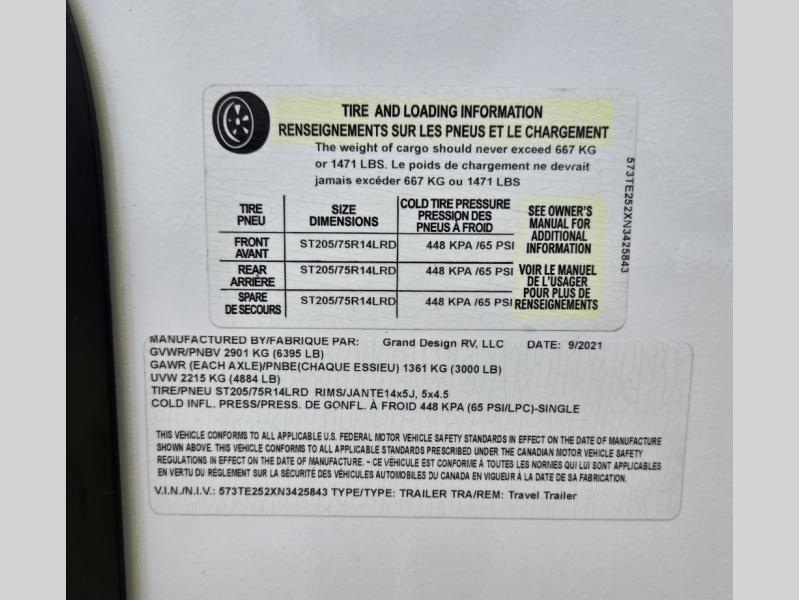 TIRE AND LOADING INFORMATION
RENSEIGNEMENTS SUR LES PNEUS ET LE CHARGEMENT
The weight of cargo should never exceed 667 KG
or 1471 LBS. Le poids de chargement ne devrait
jamais excéder 667 KG ou 1471 LBS
TIRE PNEU | SIZE DIMENSIONS | COLD TIRE PRESSURE PRESSION DES PNEUS À FROID
FRONT AVANT | ST205/75R14LRD | 448 KPA /65 PSI
REAR ARRIÈRE | ST205/75R14LRD | 448 KPA /65 PSI
SPARE DE SECOURS | ST205/75R14LRD | 448 KPA /65 PSI
SEE OWNER'S
MANUAL FOR
ADDITIONAL
INFORMATION
VOIR LE MANUEL
DE L'USAGER
POUR PLUS DE
RENSEIGNEMENTS
573TE252XN3425843
MANUFACTURED BY/FABRIQUE PAR: Grand Design RV, LLC DATE: 9/2021
GVWR/PNBV 2901 KG (6395 LB)
GAWR (EACH AXLE)/PNBE(CHAQUE ESSIEU) 1361 KG (3000 LB)
UVW 2215 KG (4884 LB)
TIRE/PNEU ST205/75R14LRD RIMS/JANTE14x5J, 5x4.5
COLD INFL. PRESS/PRESS. DE GONFL. À FROID 448 KPA (65 PSI/LPC)-SINGLE
THIS VEHICLE CONFORMS TO ALL APPLICABLE U.S. FEDERAL MOTOR VEHICLE SAFETY STANDARDS IN EFFECT ON THE DATE OF MANUFACTURE
SHOWN ABOVE. THIS VEHICLE CONFORMS TO ALL APPLICABLE STANDARDS PRESCRIBED UNDER THE CANADIAN MOTOR VEHICLE SAFETY
REGULATIONS IN EFFECT ON THE DATE OF MANUFACTURE. - CE VÉHICULE EST CONFORME À TOUTES LES NORMES QUI LUI SONT APPLICABLES
EN VERTU DU REGLEMENT SUR LA SÉCURITÉ DES VÉHICULES AUTOMOBILES DU CANADA EN VIGUEUR À LA DATE DE SA FABRICATION.
V.I.N./N.I.V.: 573TE252XN3425843 TYPE/TYPE: TRAILER TRA/REM: Travel Trailer